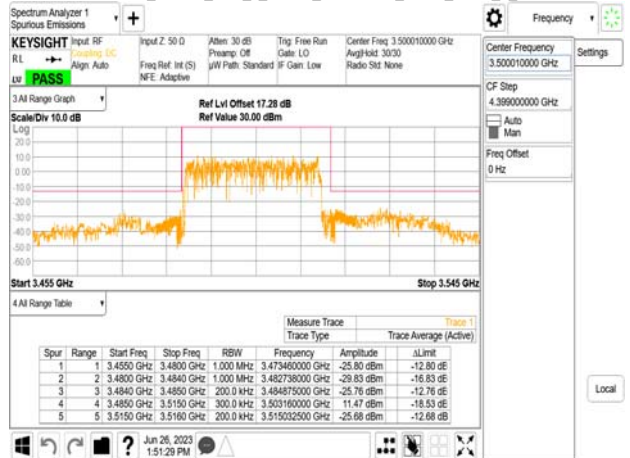 Spectrum Analyzer 1
Spurious Emissions
Frequency
KEYSIGHT Input: RF Input Z: 50 Ω Atten: 30 dB Trig: Free Run Center Freq: 3.500010000 GHz
RL Coupling: DC Preamp: Off Gate: LO Avg|Hold: 30/30
Align: Auto Freq Ref: Int (S) µW Path: Standard IF Gain: Low Radio Std: None
NFE: Adaptive
PASS
Center Frequency
3.500010000 GHz
Settings
CF Step
4.399000000 GHz
Auto
Man
Freq Offset
0 Hz
3 All Range Graph
Ref Lvl Offset 17.28 dB
Scale/Div 10.0 dB Ref Value 30.00 dBm
Log
20.0
10.0
0.00
-10.0
-20.0
-30.0
-40.0
-50.0
-60.0
Start 3.455 GHz Stop 3.545 GHz
4 All Range Table
Measure Trace Trace 1
Trace Type Trace Average (Active)
Spur Range Start Freq Stop Freq RBW Frequency Amplitude ΔLimit
1 1 3.4550 GHz 3.4800 GHz 1.000 MHz 3.473460000 GHz -25.80 dBm -12.80 dB
2 2 3.4800 GHz 3.4840 GHz 1.000 MHz 3.482738000 GHz -29.83 dBm -16.83 dB
3 3 3.4840 GHz 3.4850 GHz 200.0 kHz 3.484875000 GHz -25.76 dBm -12.76 dB
4 4 3.4850 GHz 3.5150 GHz 300.0 kHz 3.503160000 GHz 11.47 dBm -18.53 dB
5 5 3.5150 GHz 3.5160 GHz 200.0 kHz 3.515032500 GHz -25.68 dBm -12.68 dB
Local
Jun 26, 2023
1:51:29 PM